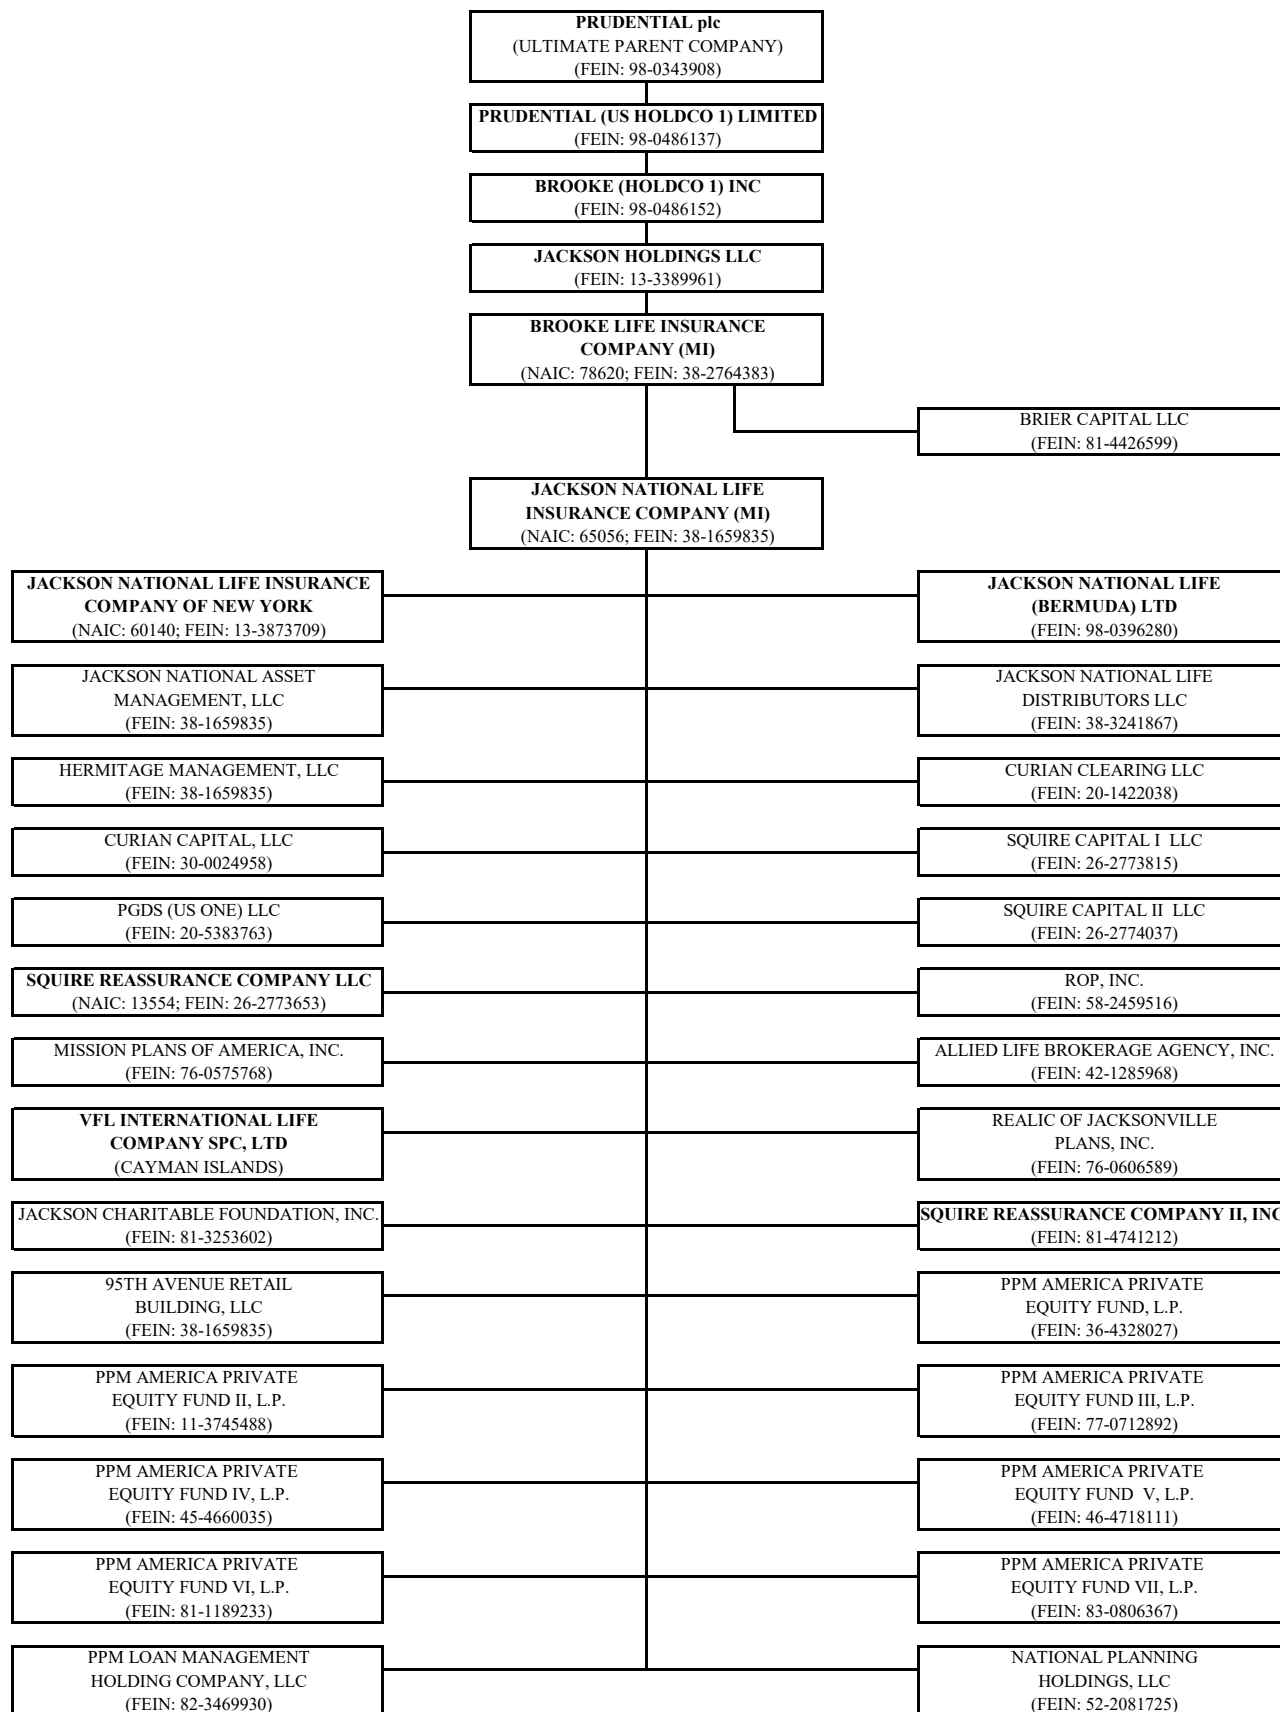 PRUDENTIAL plc
(ULTIMATE PARENT COMPANY)
(FEIN: 98-0343908)
PRUDENTIAL (US HOLDCO 1) LIMITED
(FEIN: 98-0486137)
BROOKE (HOLDCO 1) INC
(FEIN: 98-0486152)
JACKSON HOLDINGS LLC
(FEIN: 13-3389961)
BROOKE LIFE INSURANCE
COMPANY (MI)
(NAIC: 78620; FEIN: 38-2764383)
BRIER CAPITAL LLC
(FEIN: 81-4426599)
JACKSON NATIONAL LIFE
INSURANCE COMPANY (MI)
(NAIC: 65056; FEIN: 38-1659835)
JACKSON NATIONAL LIFE INSURANCE
COMPANY OF NEW YORK
(NAIC: 60140; FEIN: 13-3873709)
JACKSON NATIONAL LIFE
(BERMUDA) LTD
(FEIN: 98-0396280)
JACKSON NATIONAL ASSET
MANAGEMENT, LLC
(FEIN: 38-1659835)
JACKSON NATIONAL LIFE
DISTRIBUTORS LLC
(FEIN: 38-3241867)
HERMITAGE MANAGEMENT, LLC
(FEIN: 38-1659835)
CURIAN CLEARING LLC
(FEIN: 20-1422038)
CURIAN CAPITAL, LLC
(FEIN: 30-0024958)
SQUIRE CAPITAL I LLC
(FEIN: 26-2773815)
PGDS (US ONE) LLC
(FEIN: 20-5383763)
SQUIRE CAPITAL II LLC
(FEIN: 26-2774037)
SQUIRE REASSURANCE COMPANY LLC
(NAIC: 13554; FEIN: 26-2773653)
ROP, INC.
(FEIN: 58-2459516)
MISSION PLANS OF AMERICA, INC.
(FEIN: 76-0575768)
ALLIED LIFE BROKERAGE AGENCY, INC.
(FEIN: 42-1285968)
VFL INTERNATIONAL LIFE
COMPANY SPC, LTD
(CAYMAN ISLANDS)
REALIC OF JACKSONVILLE
PLANS, INC.
(FEIN: 76-0606589)
JACKSON CHARITABLE FOUNDATION, INC.
(FEIN: 81-3253602)
SQUIRE REASSURANCE COMPANY II, INC
(FEIN: 81-4741212)
95TH AVENUE RETAIL
BUILDING, LLC
(FEIN: 38-1659835)
PPM AMERICA PRIVATE
EQUITY FUND, L.P.
(FEIN: 36-4328027)
PPM AMERICA PRIVATE
EQUITY FUND II, L.P.
(FEIN: 11-3745488)
PPM AMERICA PRIVATE
EQUITY FUND III, L.P.
(FEIN: 77-0712892)
PPM AMERICA PRIVATE
EQUITY FUND IV, L.P.
(FEIN: 45-4660035)
PPM AMERICA PRIVATE
EQUITY FUND V, L.P.
(FEIN: 46-4718111)
PPM AMERICA PRIVATE
EQUITY FUND VI, L.P.
(FEIN: 81-1189233)
PPM AMERICA PRIVATE
EQUITY FUND VII, L.P.
(FEIN: 83-0806367)
PPM LOAN MANAGEMENT
HOLDING COMPANY, LLC
(FEIN: 82-3469930)
NATIONAL PLANNING
HOLDINGS, LLC
(FEIN: 52-2081725)